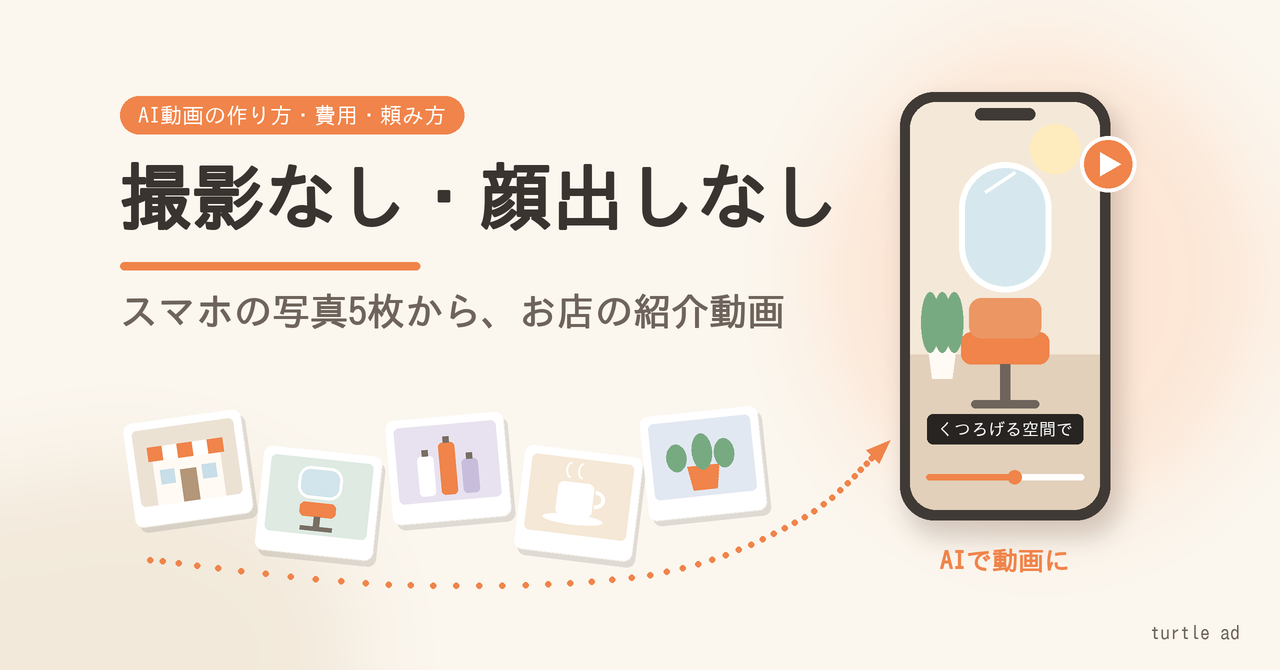 AI動画の作り方・費用・頼み方
撮影なし・顔出しなし
スマホの写真5枚から、お店の紹介動画
くつろげる空間で
AIで動画に
turtle ad